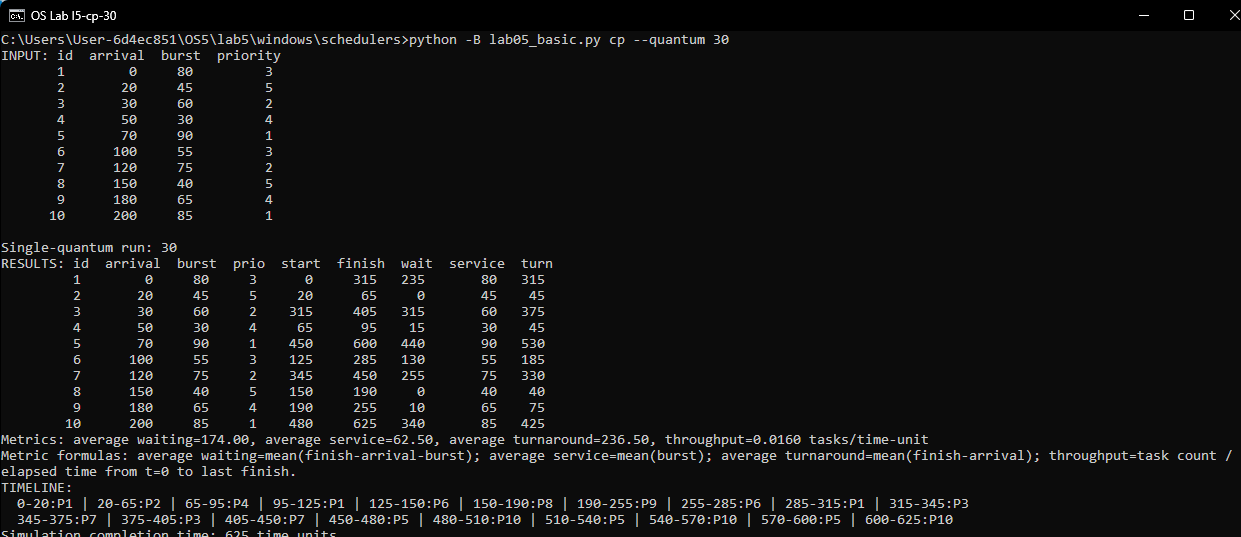 OS Lab l5-cp-30
C:\Users\User-6d4ec851\OS5\lab5\windows\schedulers>python -B lab05_basic.py cp --quantum 30
INPUT: id  arrival  burst  priority
       1        0     80         3
       2       20     45         5
       3       30     60         2
       4       50     30         4
       5       70     90         1
       6      100     55         3
       7      120     75         2
       8      150     40         5
       9      180     65         4
      10      200     85         1
Single-quantum run: 30
RESULTS: id  arrival  burst  prio  start  finish  wait  service  turn
         1        0     80     3      0     315   235       80   315
         2       20     45     5     20      65     0       45    45
         3       30     60     2    315     405   315       60   375
         4       50     30     4     65      95    15       30    45
         5       70     90     1    450     600   440       90   530
         6      100     55     3    125     285   130       55   185
         7      120     75     2    345     450   255       75   330
         8      150     40     5    150     190     0       40    40
         9      180     65     4    190     255    10       65    75
        10      200     85     1    480     625   340       85   425
Metrics: average waiting=174.00, average service=62.50, average turnaround=236.50, throughput=0.0160 tasks/time-unit
Metric formulas: average waiting=mean(finish-arrival-burst); average service=mean(burst); average turnaround=mean(finish-arrival); throughput=task count /
elapsed time from t=0 to last finish.
TIMELINE:
  0-20:P1 | 20-65:P2 | 65-95:P4 | 95-125:P1 | 125-150:P6 | 150-190:P8 | 190-255:P9 | 255-285:P6 | 285-315:P1 | 315-345:P3
  345-375:P7 | 375-405:P3 | 405-450:P7 | 450-480:P5 | 480-510:P10 | 510-540:P5 | 540-570:P10 | 570-600:P5 | 600-625:P10
Simulation completion time: 625 time units